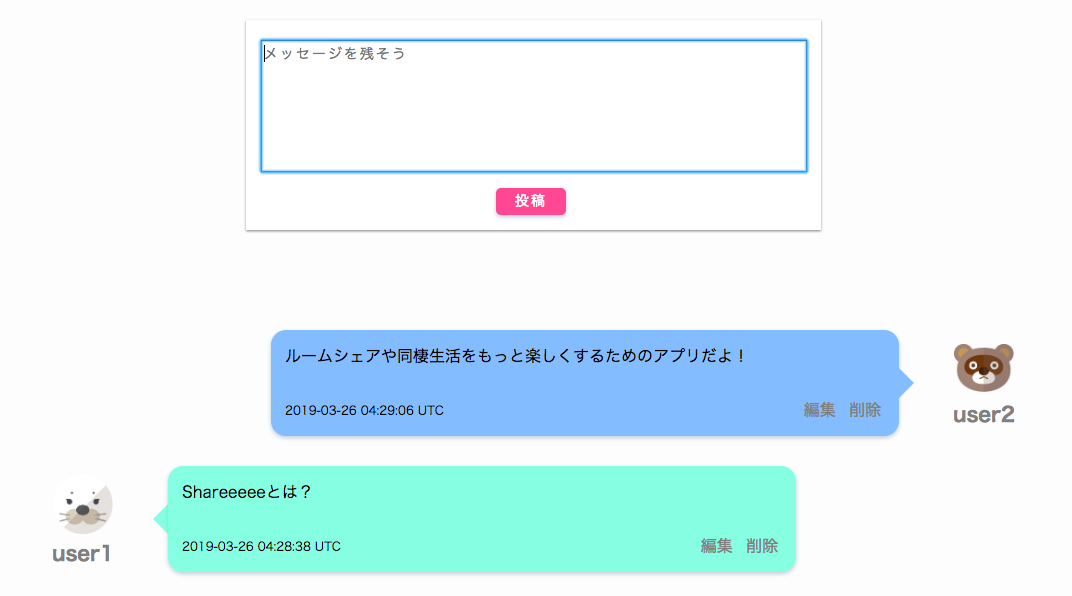 メッセージを残そう
投稿
ルームシェアや同棲生活をもっと楽しくするためのアプリだよ！
2019-03-26 04:29:06 UTC
編集 削除
user2
Shareeeeeとは？
2019-03-26 04:28:38 UTC
編集 削除
user1